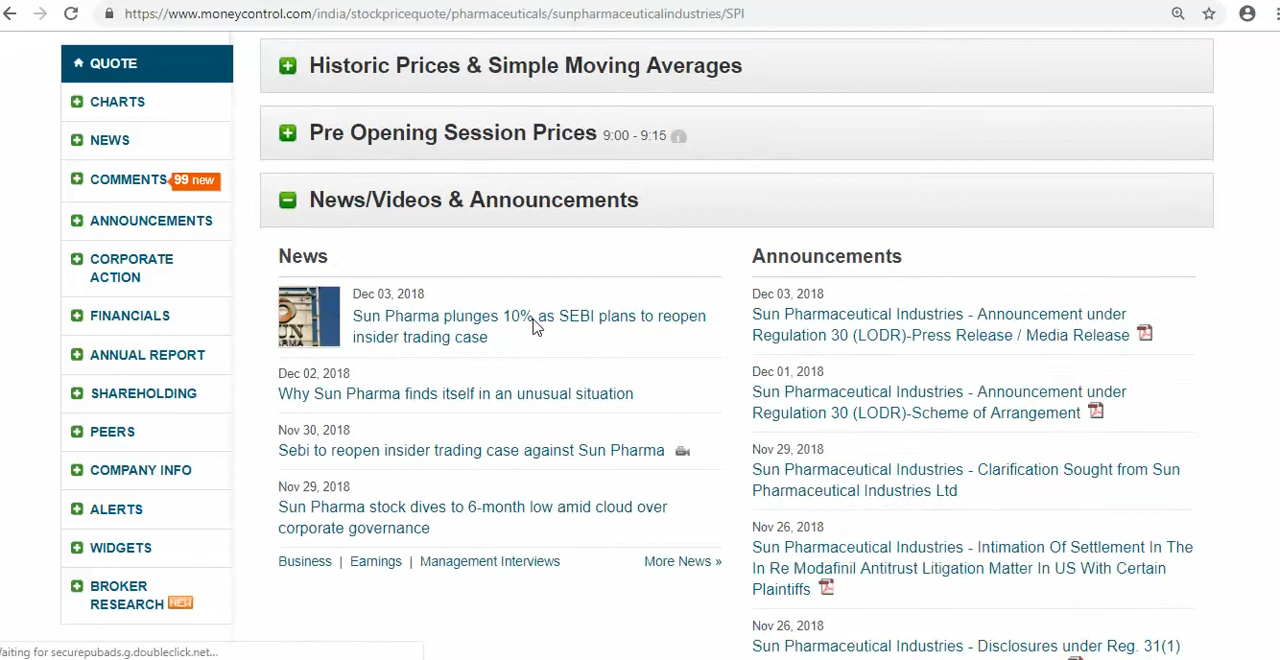 https://www.moneycontrol.com/india/stockpricequote/pharmaceuticals/sunpharmaceuticalindustries/SPI
QUOTE
CHARTS
NEWS
COMMENTS 99 new
ANNOUNCEMENTS
CORPORATE
ACTION
FINANCIALS
ANNUAL REPORT
SHAREHOLDING
PEERS
COMPANY INFO
ALERTS
WIDGETS
BROKER
RESEARCH NEW
Historic Prices & Simple Moving Averages
Pre Opening Session Prices 9:00 - 9:15
News/Videos & Announcements
News
Dec 03, 2018
Sun Pharma plunges 10% as SEBI plans to reopen
insider trading case
Dec 02, 2018
Why Sun Pharma finds itself in an unusual situation
Nov 30, 2018
Sebi to reopen insider trading case against Sun Pharma
Nov 29, 2018
Sun Pharma stock dives to 6-month low amid cloud over
corporate governance
Business | Earnings | Management Interviews More News »
Announcements
Dec 03, 2018
Sun Pharmaceutical Industries - Announcement under
Regulation 30 (LODR)-Press Release / Media Release
Dec 01, 2018
Sun Pharmaceutical Industries - Announcement under
Regulation 30 (LODR)-Scheme of Arrangement
Nov 29, 2018
Sun Pharmaceutical Industries - Clarification Sought from Sun
Pharmaceutical Industries Ltd
Nov 26, 2018
Sun Pharmaceutical Industries - Intimation Of Settlement In The
In Re Modafinil Antitrust Litigation Matter In US With Certain
Plaintiffs
Nov 26, 2018
Sun Pharmaceutical Industries - Disclosures under Reg. 31(1)
Waiting for securepubads.g.doubleclick.net...